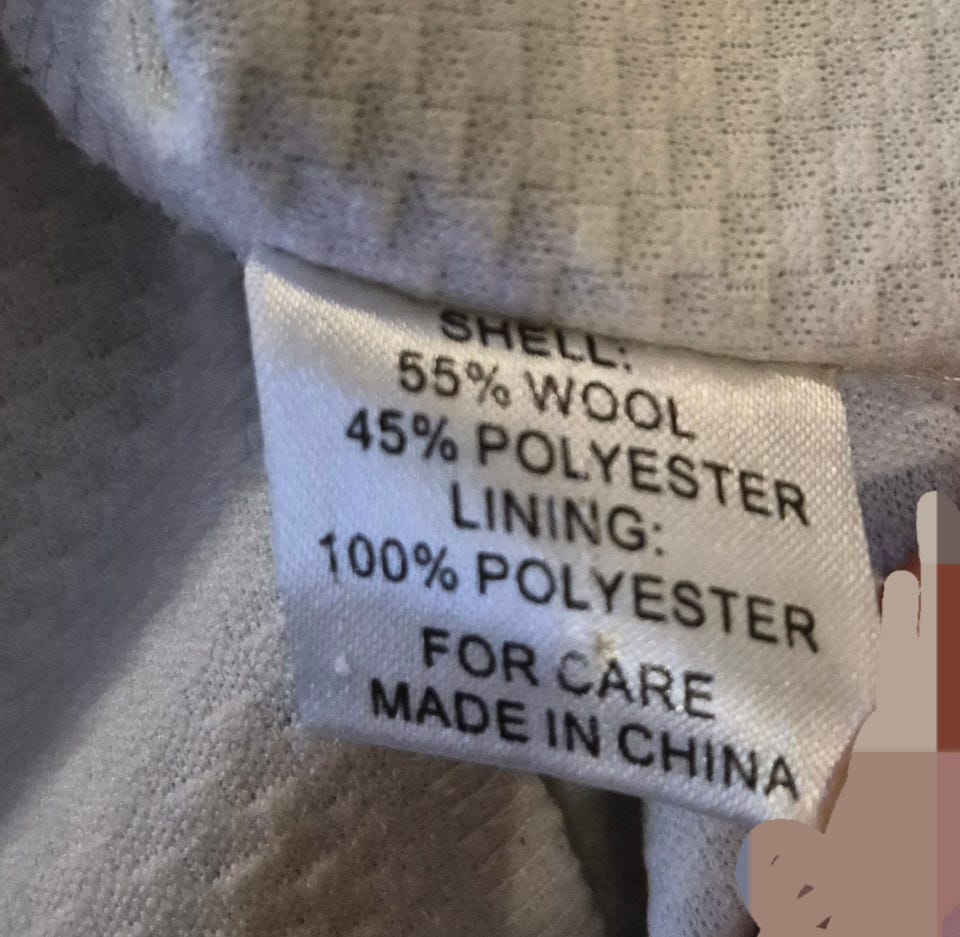 SHELL:
55% WOOL
45% POLYESTER
LINING:
100% POLYESTER
FOR CARE
MADE IN CHINA